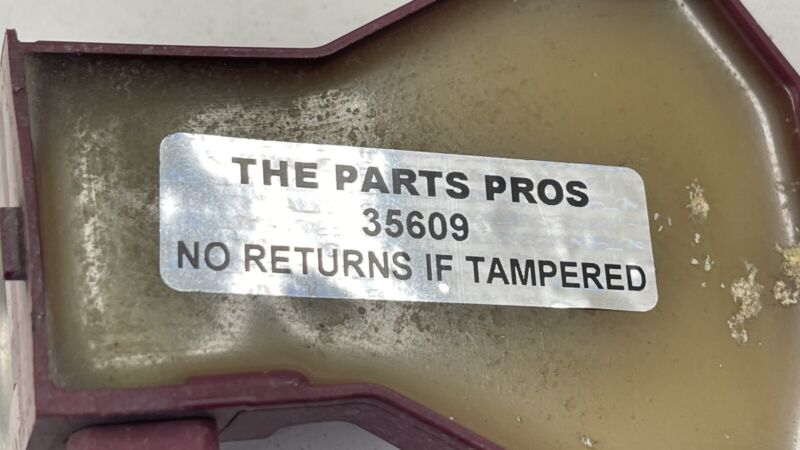 THE PARTS PROS
35609
NO RETURNS IF TAMPERED